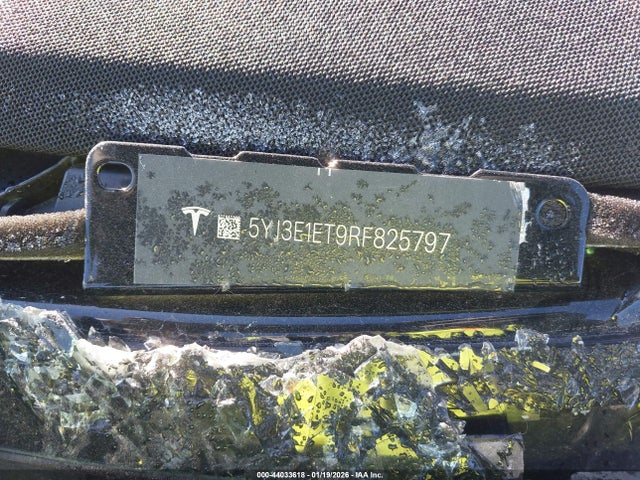 5YJ3E1ET9RF825797
000-44033618 - 01/19/2026 - IAA Inc.